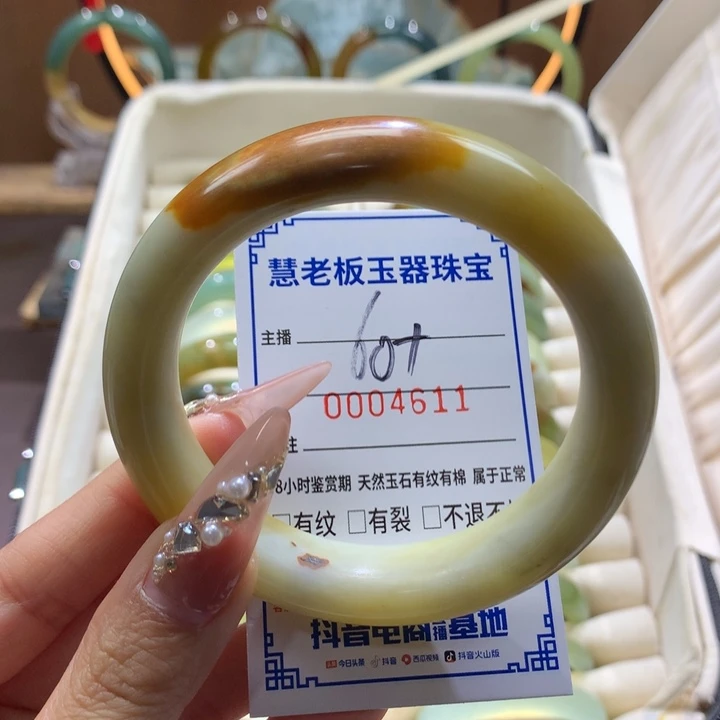 慧老板玉器珠宝
主播 60+
0004611
注
8小时鉴赏期 天然玉石有纹有棉 属于正常
□有纹 □有裂 □不退不
抖音电商直播基地
今日头条 抖音 西瓜视频 抖音火山版